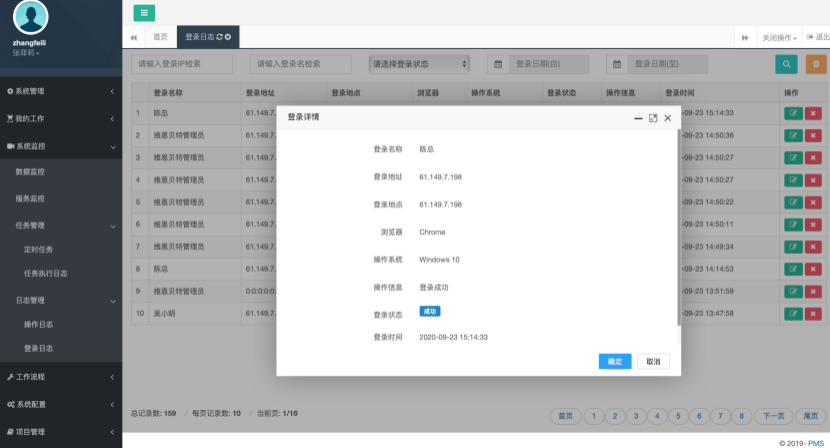 zhangfeili
张菲莉
首页
登录日志
关闭操作
退出
请输入登录IP检索
请输入登录名检索
请选择登录状态
登录日期(自)
登录日期(至)
系统管理
我的工作
系统监控
数据监控
服务监控
任务管理
定时任务
任务执行日志
日志管理
操作日志
登录日志
工作流程
系统配置
项目管理
登录名称 登录地址 登录地点 浏览器 操作系统 登录状态 操作信息 登录时间 操作
1 陈总 61.149.7. -09-23 15:14:33
2 维恩贝特管理员 61.149.7. -09-23 14:50:36
3 维恩贝特管理员 61.149.7. -09-23 14:50:27
4 维恩贝特管理员 61.149.7. -09-23 14:50:27
5 维恩贝特管理员 61.149.7. -09-23 14:50:22
6 维恩贝特管理员 61.149.7. -09-23 14:50:11
7 维恩贝特管理员 61.149.7. -09-23 14:49:34
8 陈总 61.149.7. -09-23 14:14:53
9 维恩贝特管理员 0:0:0:0:0: -09-23 13:51:59
10 吴小明 61.149.7. -09-23 13:47:58
登录详情
登录名称 陈总
登录地址 61.149.7.198
登录地点 61.149.7.198
浏览器 Chrome
操作系统 Windows 10
操作信息 登录成功
登录状态 成功
登录时间 2020-09-23 15:14:33
确定 取消
总记录数: 159 / 每页记录数: 10 / 当前页: 1/16
首页 1 2 3 4 5 6 7 8 下一页 尾页
© 2019- PMS